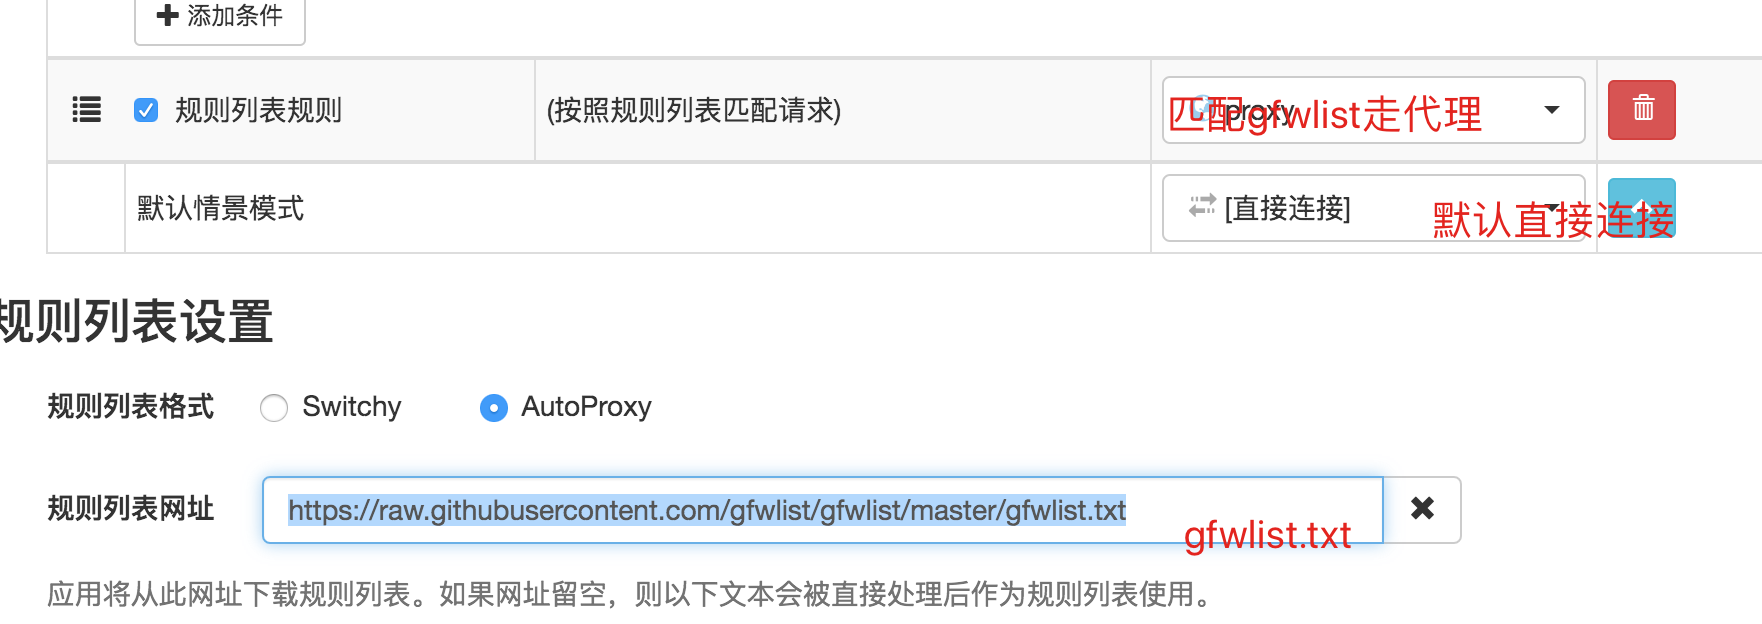 添加条件
规则列表规则
(按照规则列表匹配请求)
proxy
匹配gfwlist走代理
默认情景模式
[直接连接]
默认直接连接
规则列表设置
规则列表格式
Switchy
AutoProxy
规则列表网址
https://raw.githubusercontent.com/gfwlist/gfwlist/master/gfwlist.txt
gfwlist.txt
应用将从此网址下载规则列表。如果网址留空，则以下文本会被直接处理后作为规则列表使用。